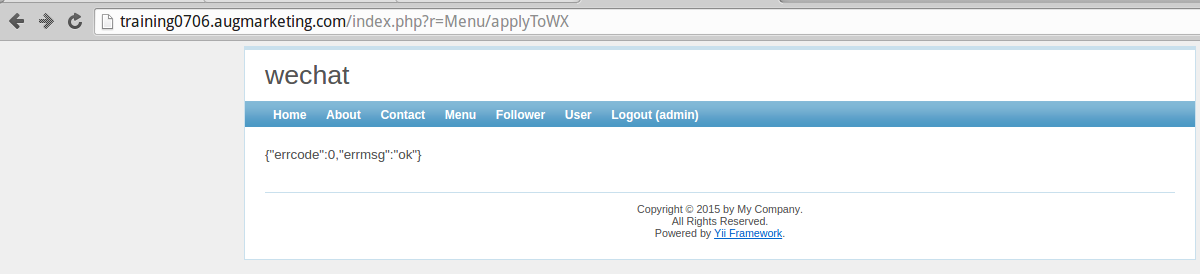 training0706.augmarketing.com/index.php?r=Menu/applyToWX
wechat
Home About Contact Menu Follower User Logout (admin)
{"errcode":0,"errmsg":"ok"}
Copyright © 2015 by My Company.
All Rights Reserved.
Powered by Yii Framework.